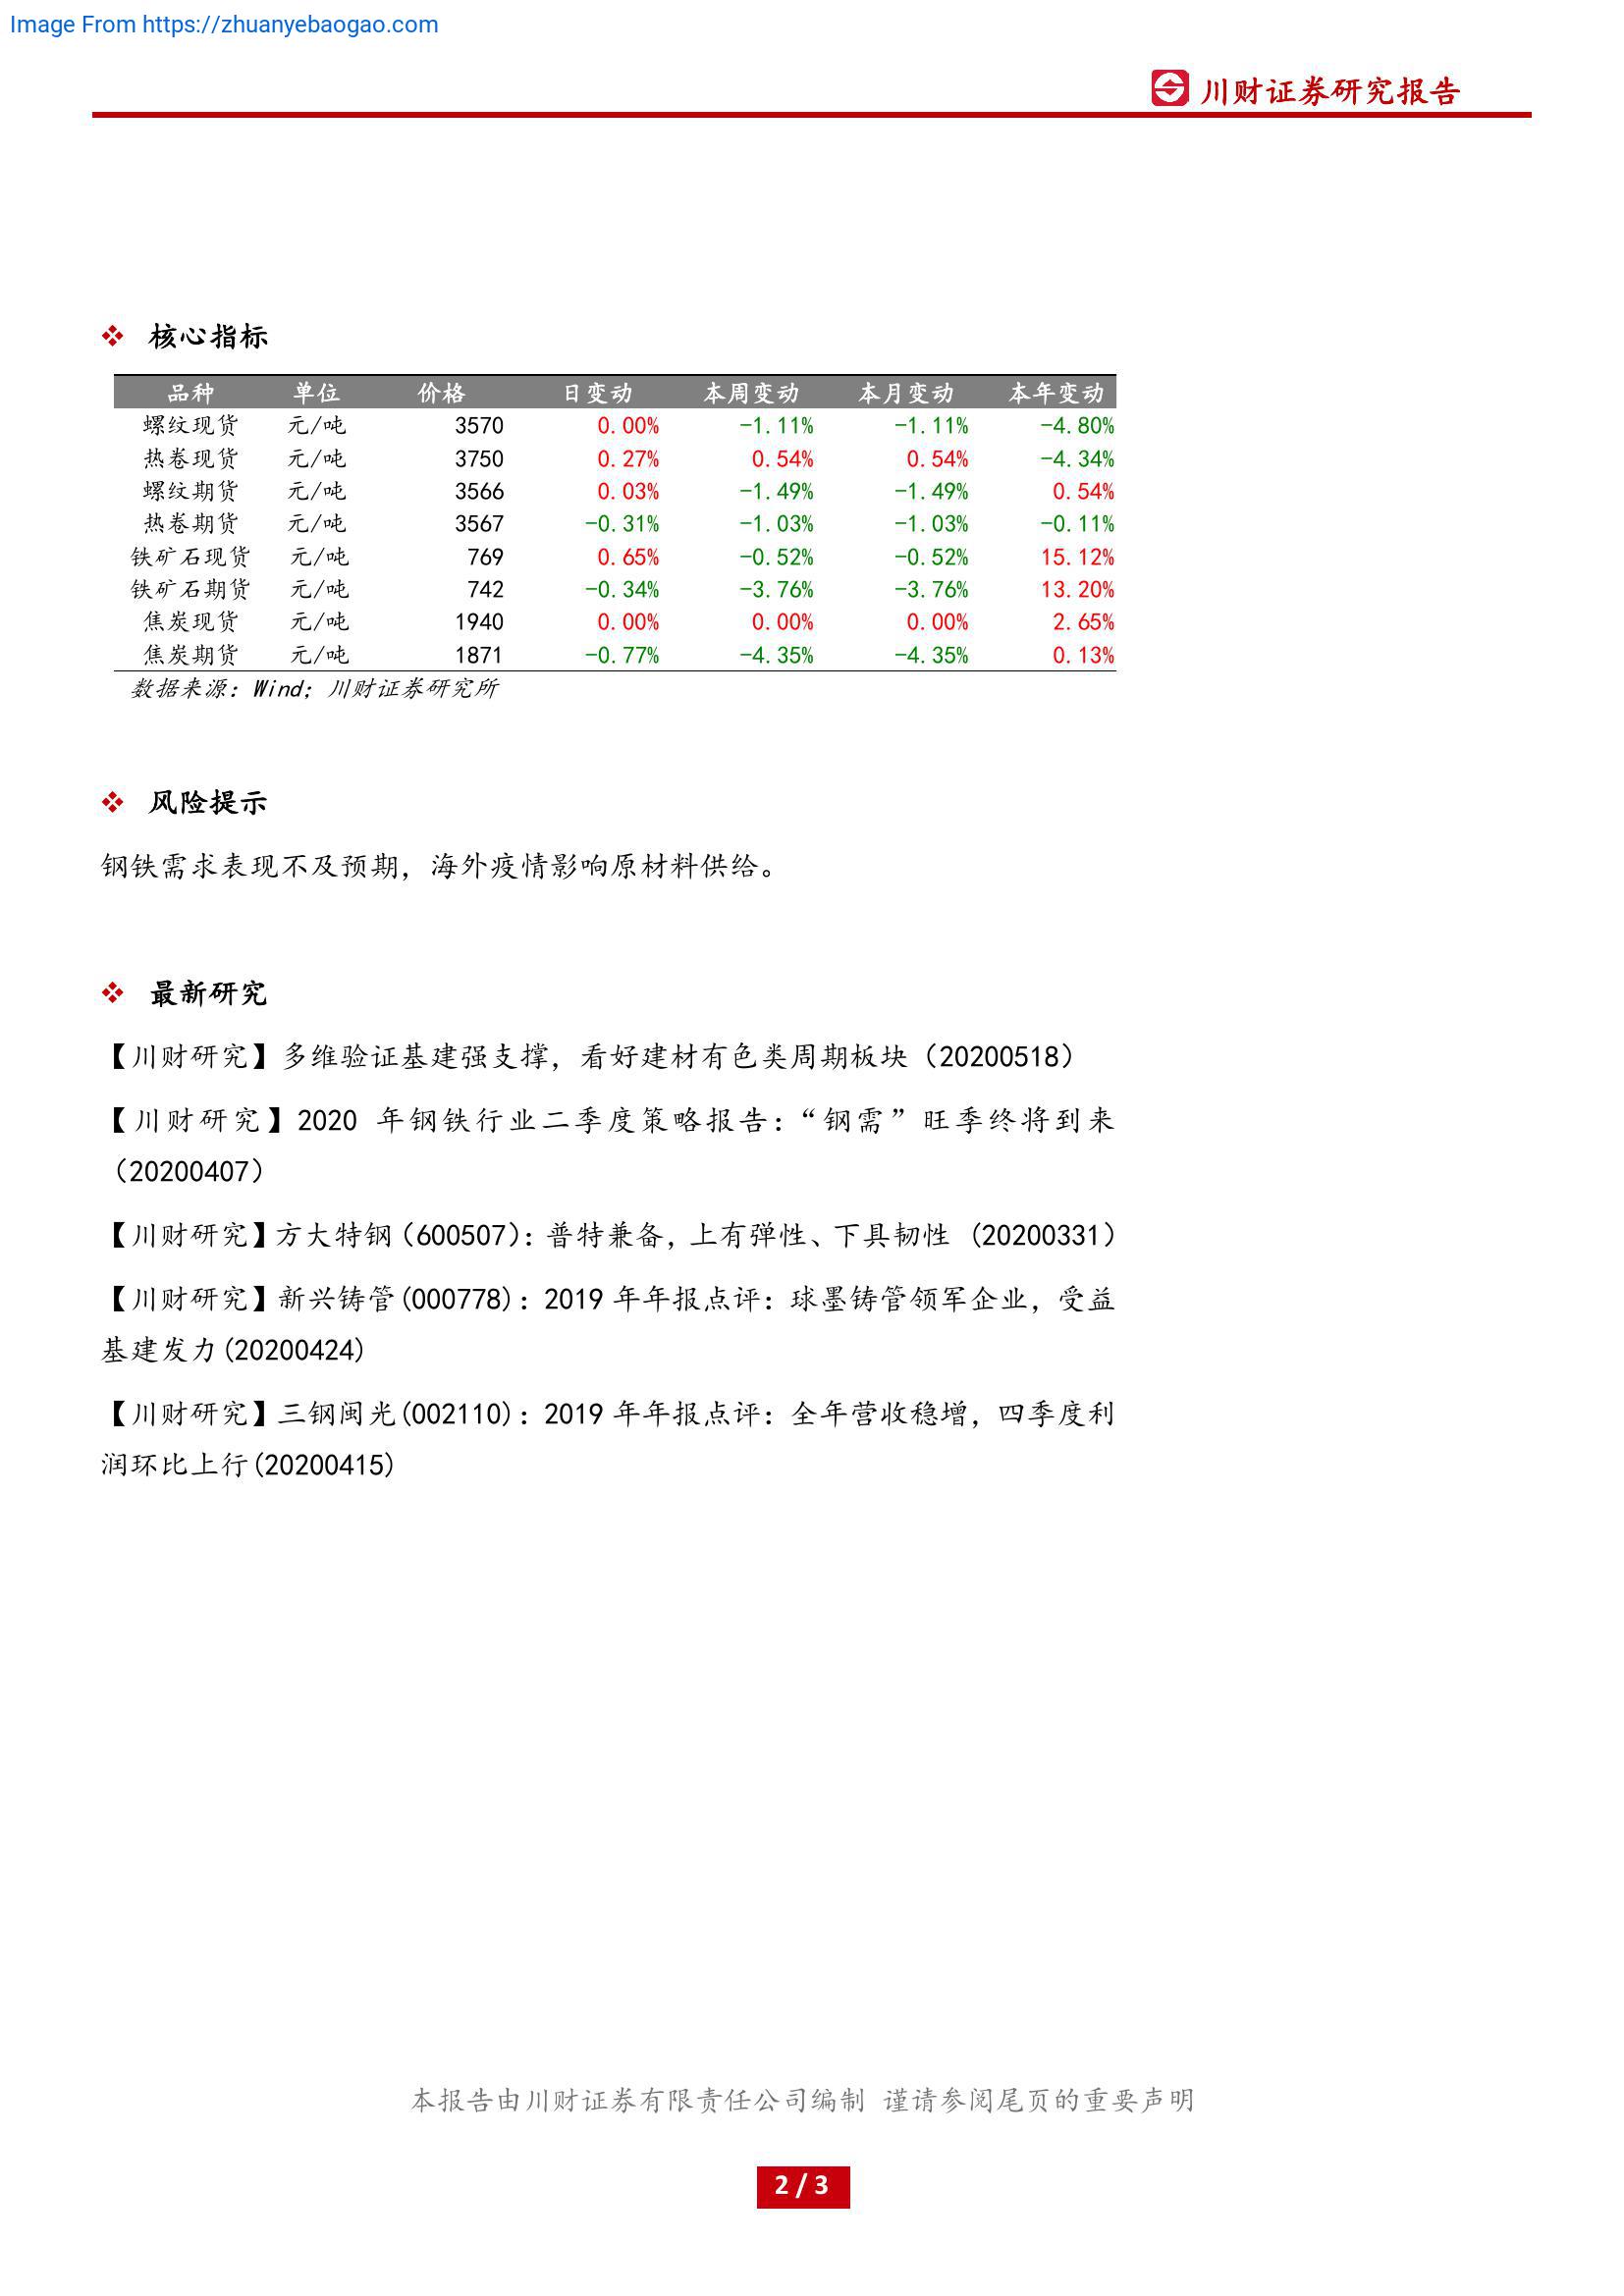 Image From https://zhuanyebaogao.com
川财证券研究报告
核心指标
品种 单位 价格 日变动 本周变动 本月变动 本年变动
螺纹现货 元/吨 3570 0.00% -1.11% -1.11% -4.80%
热卷现货 元/吨 3750 0.27% 0.54% 0.54% -4.34%
螺纹期货 元/吨 3566 0.03% -1.49% -1.49% 0.54%
热卷期货 元/吨 3567 -0.31% -1.03% -1.03% -0.11%
铁矿石现货 元/吨 769 0.65% -0.52% -0.52% 15.12%
铁矿石期货 元/吨 742 -0.34% -3.76% -3.76% 13.20%
焦炭现货 元/吨 1940 0.00% 0.00% 0.00% 2.65%
焦炭期货 元/吨 1871 -0.77% -4.35% -4.35% 0.13%
数据来源：Wind；川财证券研究所
风险提示
钢铁需求表现不及预期，海外疫情影响原材料供给。
最新研究
【川财研究】多维验证基建强支撑，看好建材有色类周期板块（20200518）
【川财研究】2020 年钢铁行业二季度策略报告：“钢需”旺季终将到来
（20200407）
【川财研究】方大特钢（600507）：普特兼备，上有弹性、下具韧性 (20200331）
【川财研究】新兴铸管(000778)：2019 年年报点评：球墨铸管领军企业，受益
基建发力(20200424)
【川财研究】三钢闽光(002110)：2019 年年报点评：全年营收稳增，四季度利
润环比上行(20200415)
本报告由川财证券有限责任公司编制 谨请参阅尾页的重要声明
2 / 3